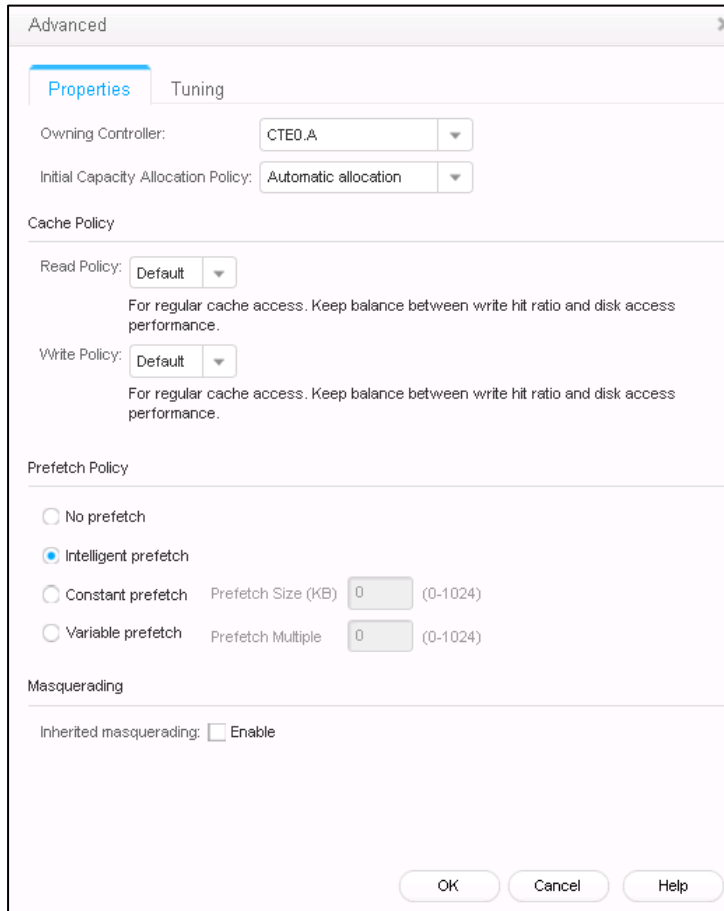 Advanced
Properties Tuning
Owning Controller: CTE0.A
Initial Capacity Allocation Policy: Automatic allocation
Cache Policy
Read Policy: Default
For regular cache access. Keep balance between write hit ratio and disk access
performance.
Write Policy: Default
For regular cache access. Keep balance between write hit ratio and disk access
performance.
Prefetch Policy
No prefetch
Intelligent prefetch
Constant prefetch Prefetch Size (KB) 0 (0-1024)
Variable prefetch Prefetch Multiple 0 (0-1024)
Masquerading
Inherited masquerading: Enable
OK Cancel Help